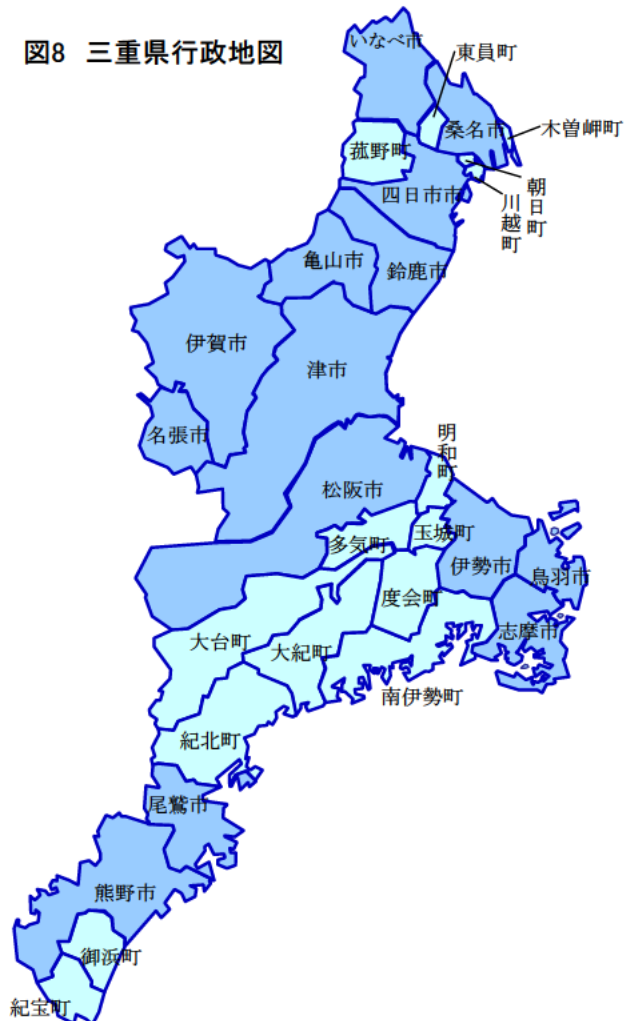 図8 三重県行政地図
いなべ市
東員町
桑名市
木曽岬町
菰野町
朝日町
四日市市
川越町
亀山市
鈴鹿市
伊賀市
津市
名張市
明和町
松阪市
多気町
玉城町
伊勢市
鳥羽市
度会町
志摩市
大台町
大紀町
南伊勢町
紀北町
尾鷲市
熊野市
御浜町
紀宝町